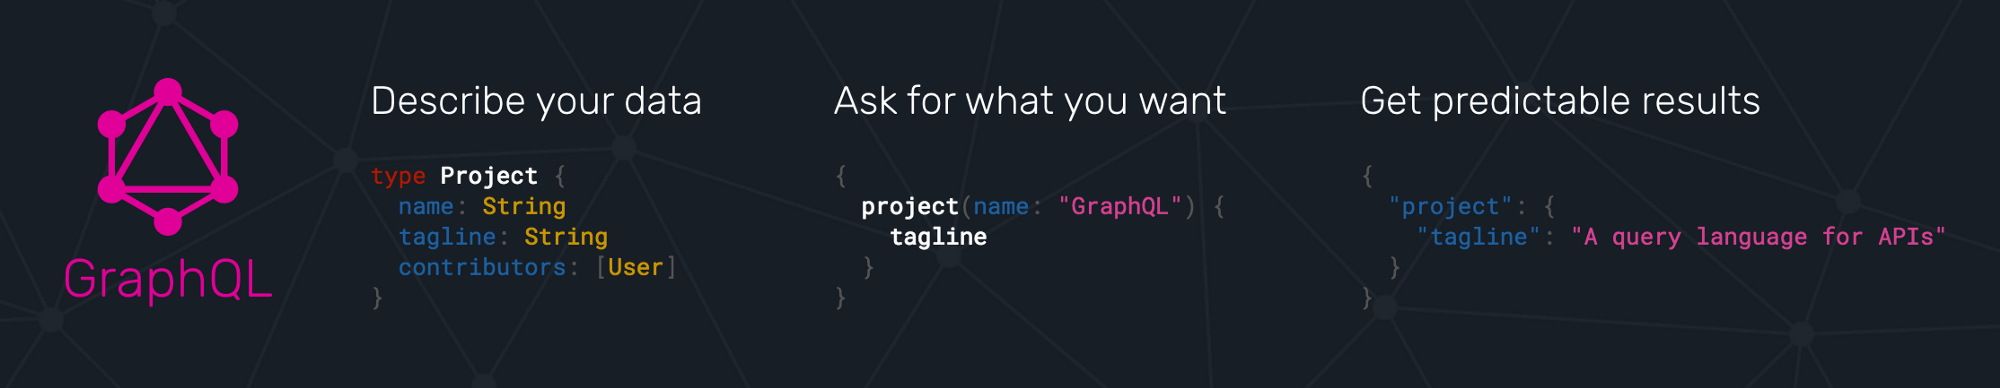 GraphQL
Describe your data
type Project {
  name: String
  tagline: String
  contributors: [User]
}
Ask for what you want
{
  project(name: "GraphQL") {
    tagline
  }
}
Get predictable results
{
  "project": {
    "tagline": "A query language for APIs"
  }
}